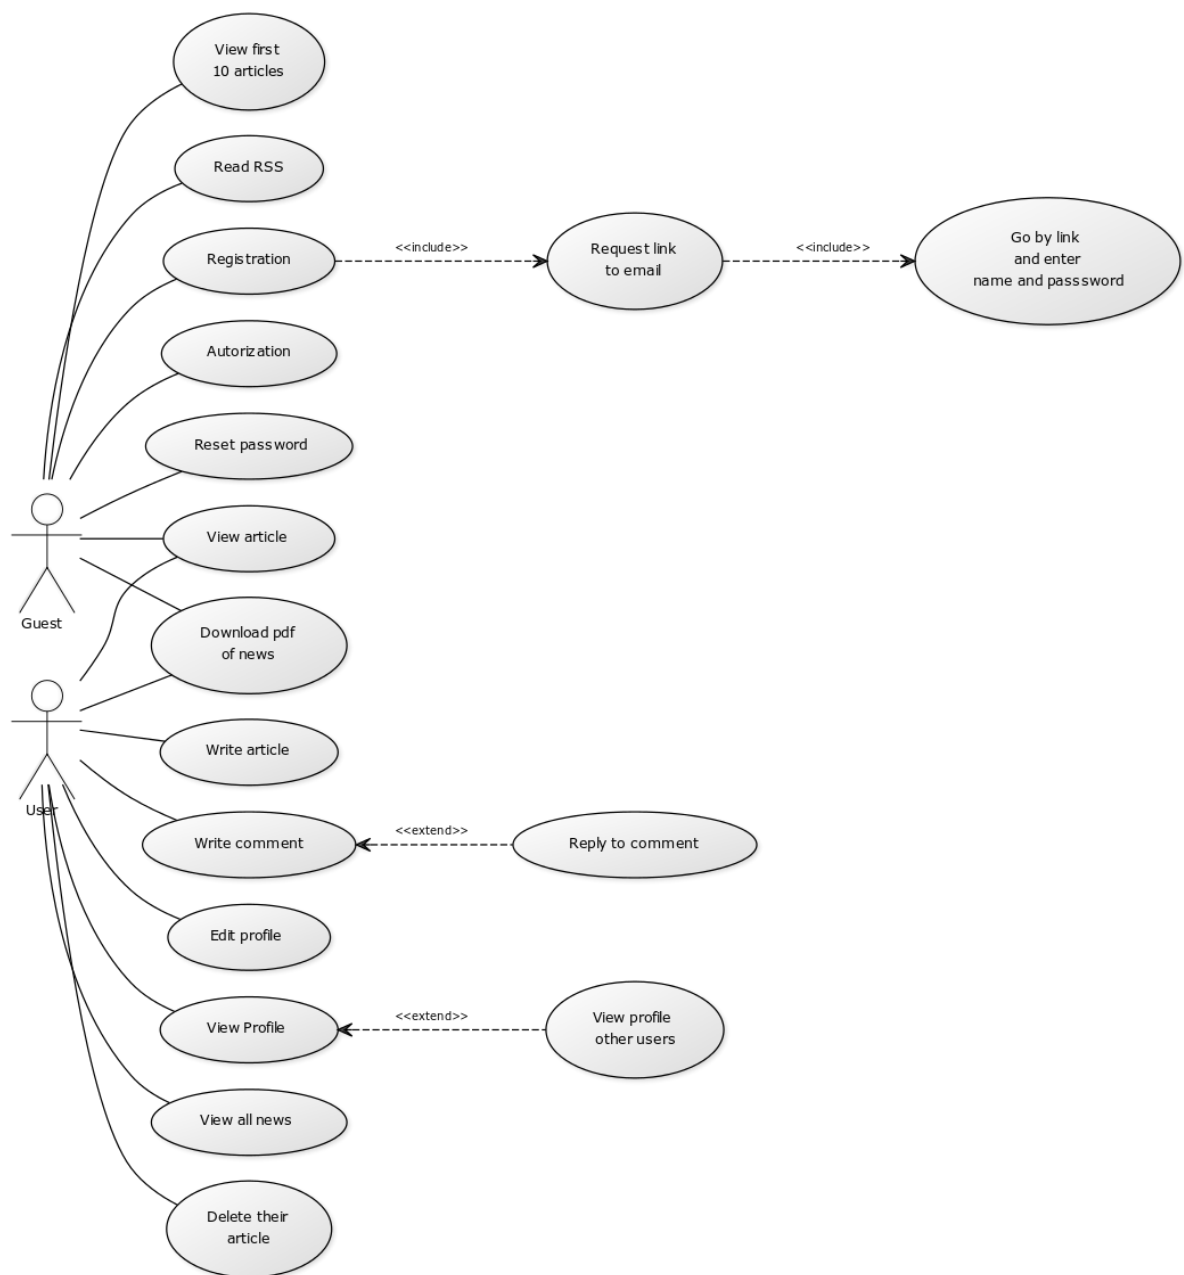 View first
10 articles
Read RSS
Registration
<<include>>
Request link
to email
<<include>>
Go by link
and enter
name and passsword
Autorization
Reset password
View article
Guest
Download pdf
of news
Write article
User
Write comment
<<extend>>
Reply to comment
Edit profile
View Profile
<<extend>>
View profile
other users
View all news
Delete their
article